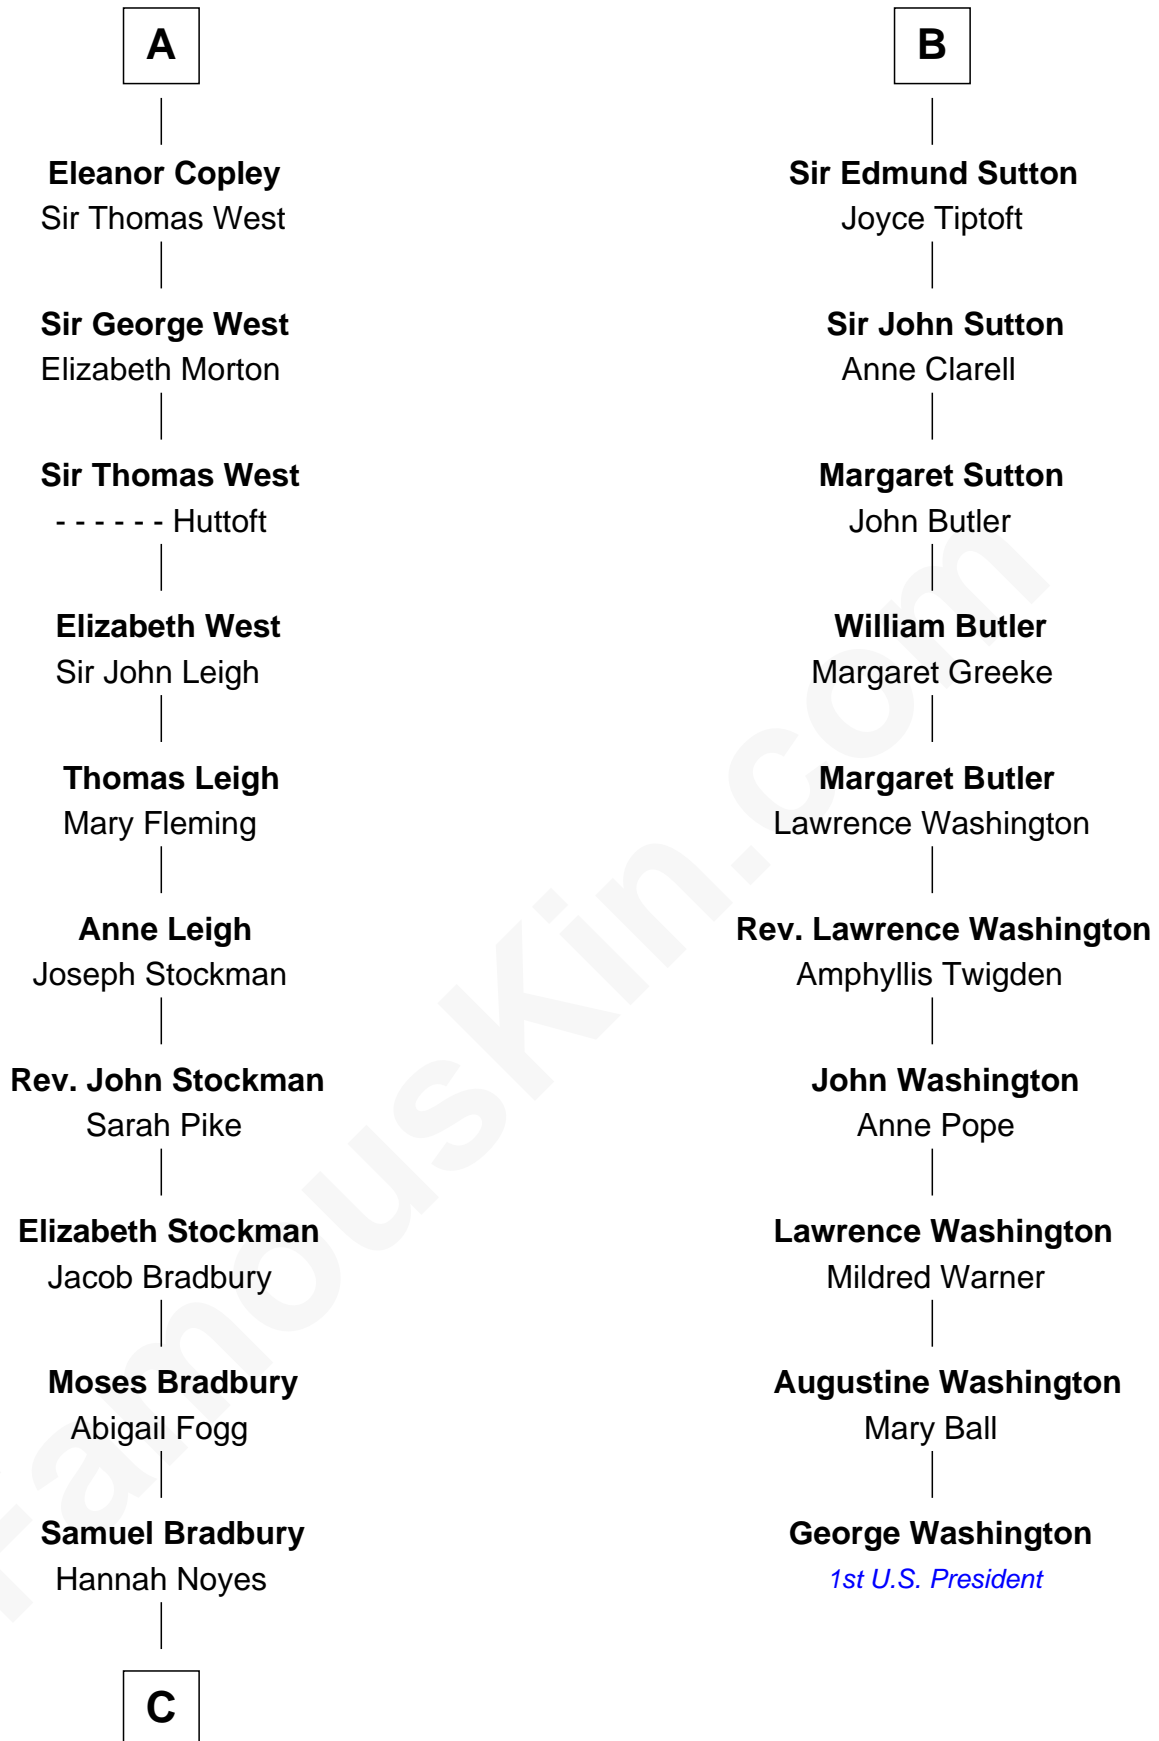 A
Eleanor Copley
Sir Thomas West
Sir George West
Elizabeth Morton
Sir Thomas West
- - - - - - Huttoft
Elizabeth West
Sir John Leigh
Thomas Leigh
Mary Fleming
Anne Leigh
Joseph Stockman
Rev. John Stockman
Sarah Pike
Elizabeth Stockman
Jacob Bradbury
Moses Bradbury
Abigail Fogg
Samuel Bradbury
Hannah Noyes
C
B
Sir Edmund Sutton
Joyce Tiptoft
Sir John Sutton
Anne Clarell
Margaret Sutton
John Butler
William Butler
Margaret Greeke
Margaret Butler
Lawrence Washington
Rev. Lawrence Washington
Amphyllis Twigden
John Washington
Anne Pope
Lawrence Washington
Mildred Warner
Augustine Washington
Mary Ball
George Washington
1st U.S. President
FamousKin.com